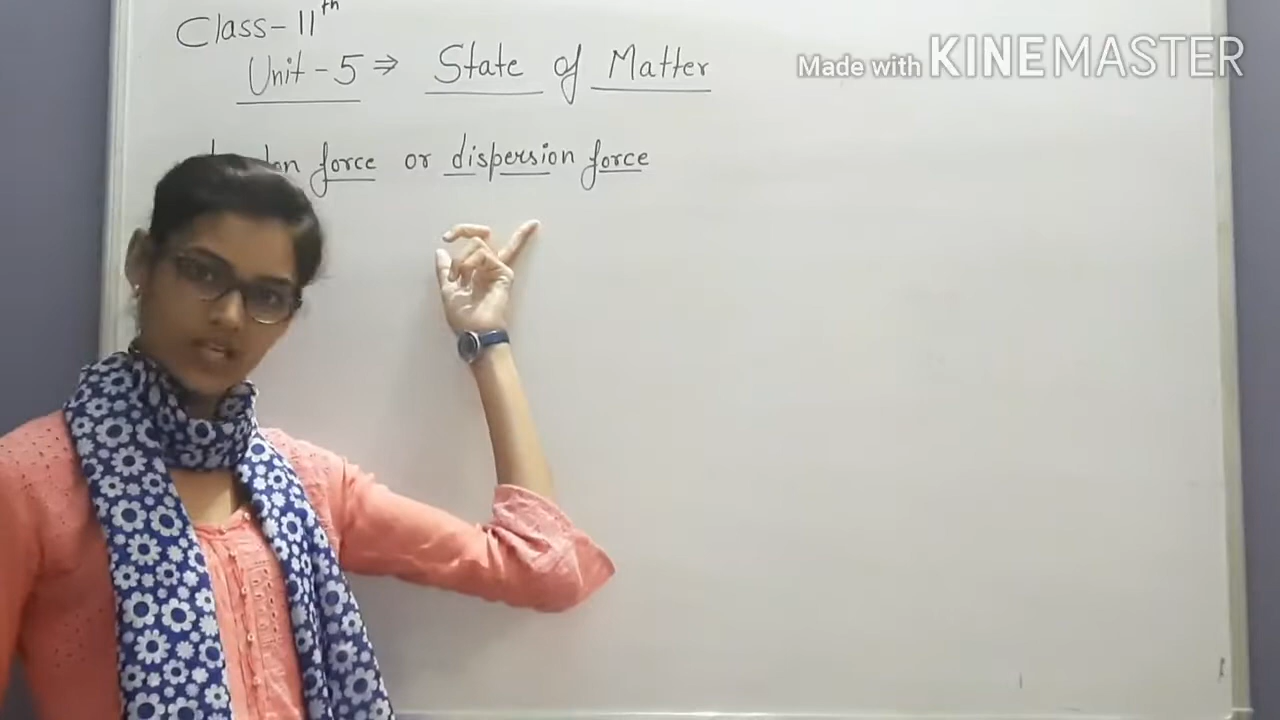 Class-11th
Unit-5 ⇒ State of Matter
force or dispersion force
Made with KINEMASTER